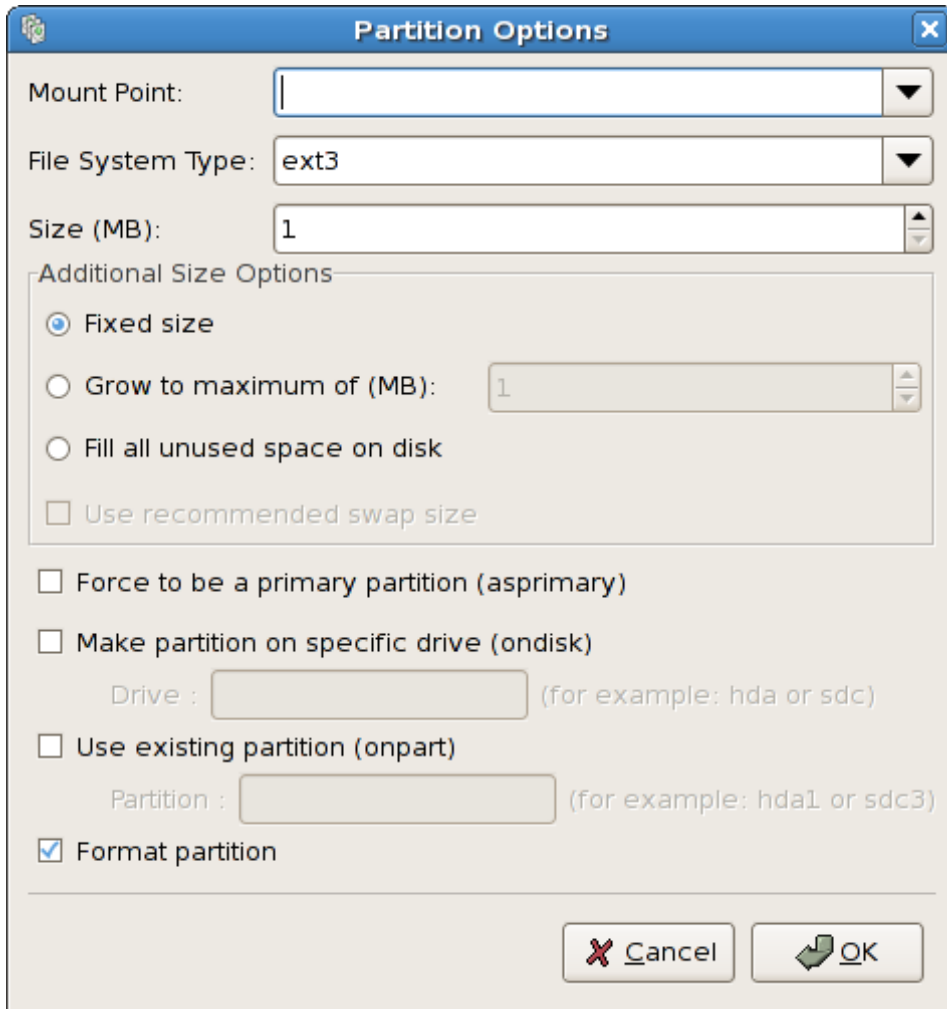 Partition Options
Mount Point:
File System Type: ext3
Size (MB): 1
Additional Size Options
Fixed size
Grow to maximum of (MB): 1
Fill all unused space on disk
Use recommended swap size
Force to be a primary partition (asprimary)
Make partition on specific drive (ondisk)
Drive : (for example: hda or sdc)
Use existing partition (onpart)
Partition : (for example: hda1 or sdc3)
Format partition
Cancel OK